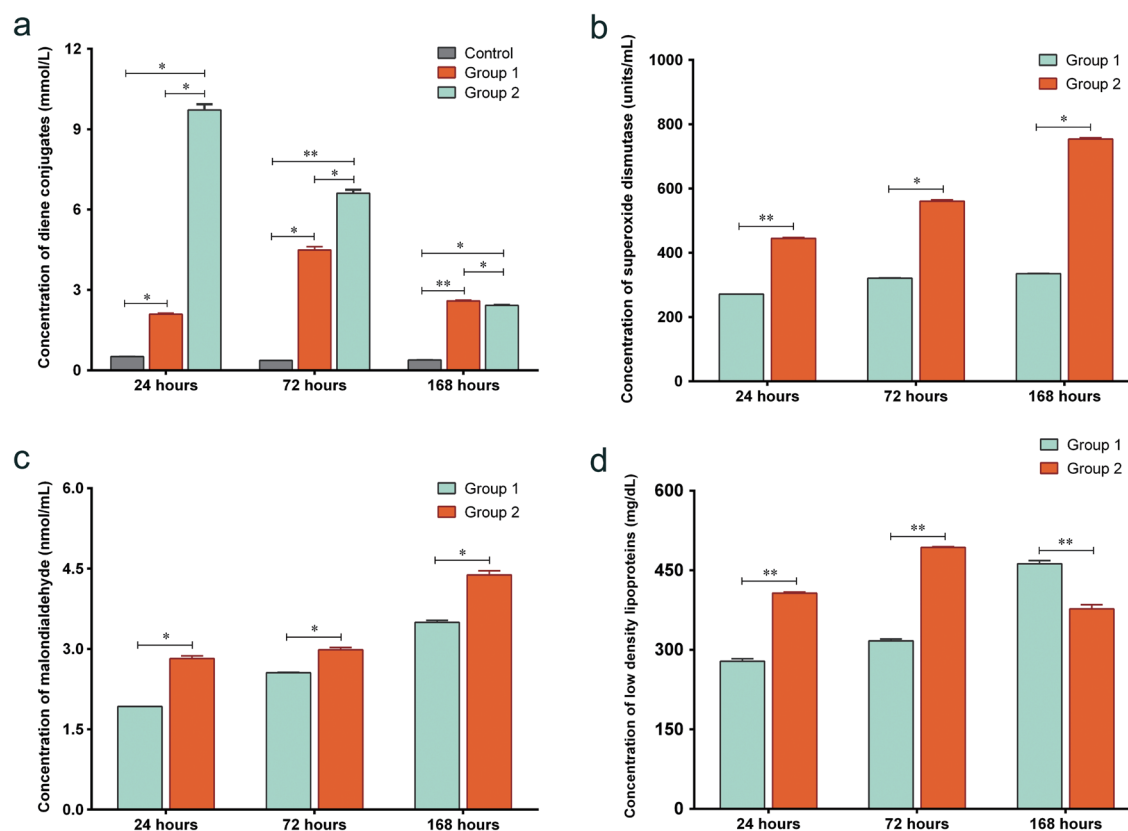 a
Concentration of diene conjugates (mmol/L)
12
9
6
3
0
Control
Group 1
Group 2
*
*
*
**
*
*
*
*
**
24 hours
72 hours
168 hours
b
Concentration of superoxide dismutase (units/mL)
1000
800
600
400
200
0
Group 1
Group 2
**
*
*
24 hours
72 hours
168 hours
c
Concentration of malondialdehyde (nmol/mL)
6.0
4.5
3.0
1.5
0.0
Group 1
Group 2
*
*
*
24 hours
72 hours
168 hours
d
Concentration of low density lipoproteins (mg/dL)
600
450
300
150
0
Group 1
Group 2
**
**
**
24 hours
72 hours
168 hours